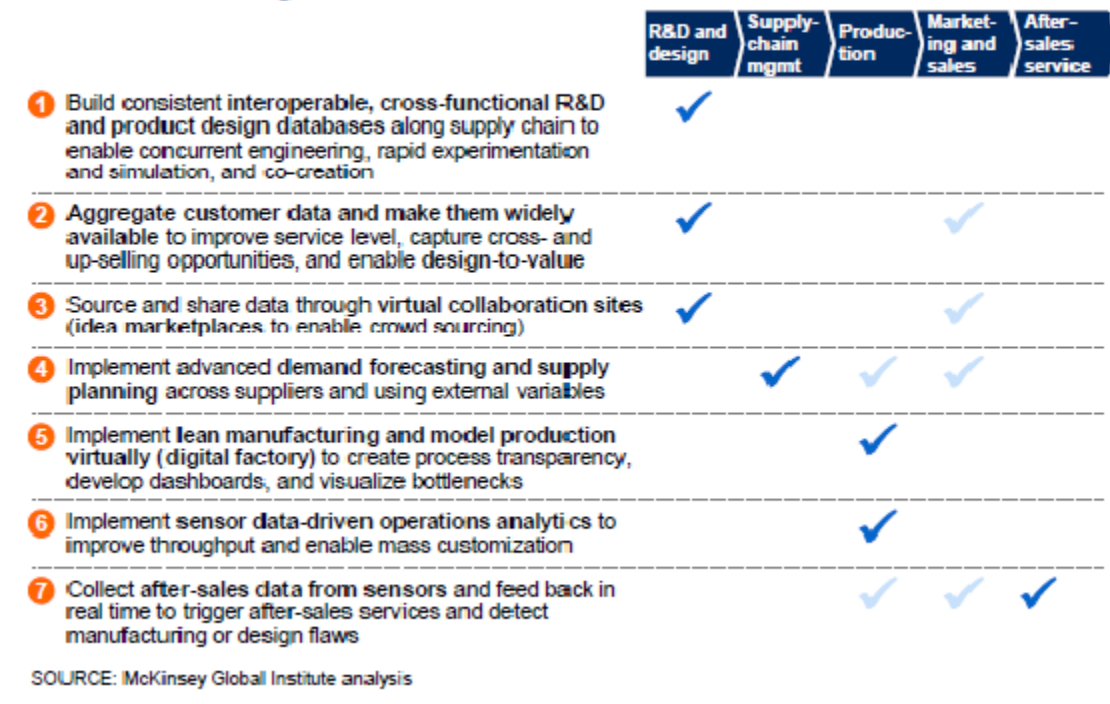 R&D and design
Supply-chain mgmt
Produc-tion
Market-ing and sales
After-sales service
1 Build consistent interoperable, cross-functional R&D
and product design databases along supply chain to
enable concurrent engineering, rapid experimentation
and simulation, and co-creation
2 Aggregate customer data and make them widely
available to improve service level, capture cross- and
up-selling opportunities, and enable design-to-value
3 Source and share data through virtual collaboration sites
(idea marketplaces to enable crowd sourcing)
4 Implement advanced demand forecasting and supply
planning across suppliers and using external variables
5 Implement lean manufacturing and model production
virtually (digital factory) to create process transparency,
develop dashboards, and visualize bottlenecks
6 Implement sensor data-driven operations analytics to
improve throughput and enable mass customization
7 Collect after-sales data from sensors and feed back in
real time to trigger after-sales services and detect
manufacturing or design flaws
SOURCE: McKinsey Global Institute analysis